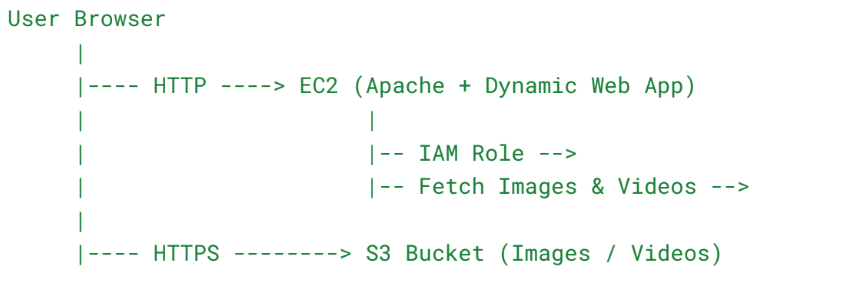 User Browser
     |
     |---- HTTP ----> EC2 (Apache + Dynamic Web App)
     |                     |
     |                     |-- IAM Role -->
     |                     |-- Fetch Images & Videos -->
     |
     |---- HTTPS --------> S3 Bucket (Images / Videos)